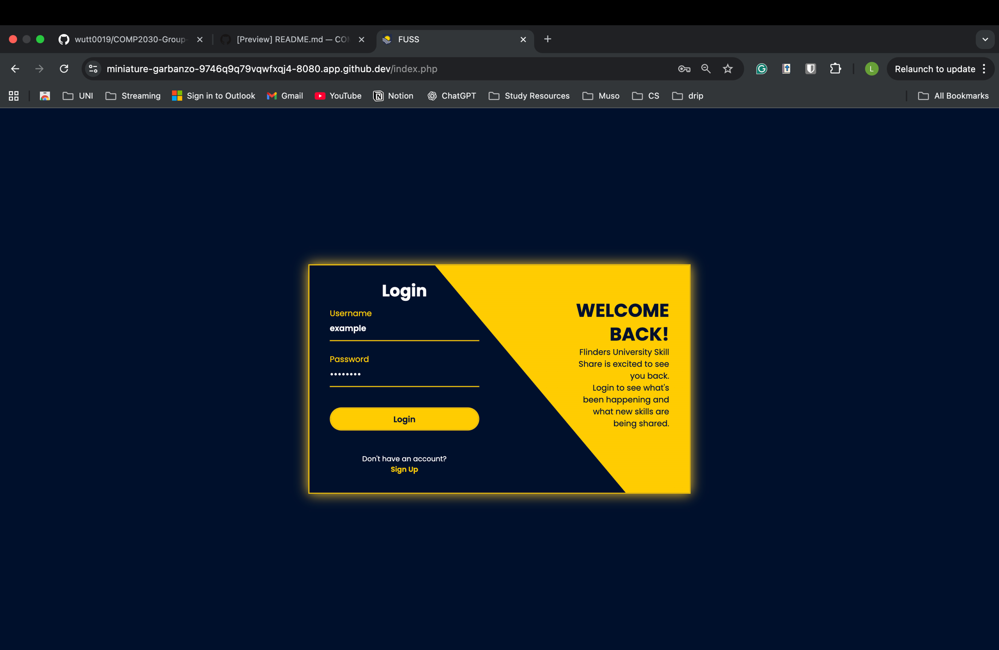 wutt0019/COMP2030-Group-
[Preview] README.md — CO
FUSS
miniature-garbanzo-9746q9q79vqwfxqj4-8080.app.github.dev/index.php
L
Relaunch to update
UNI
Streaming
Sign in to Outlook
Gmail
YouTube
Notion
ChatGPT
Study Resources
Muso
CS
drip
All Bookmarks
Login
Username
example
Password
••••••••
Login
Don't have an account?
Sign Up
WELCOME
BACK!
Flinders University Skill
Share is excited to see
you back.
Login to see what's
been happening and
what new skills are
being shared.